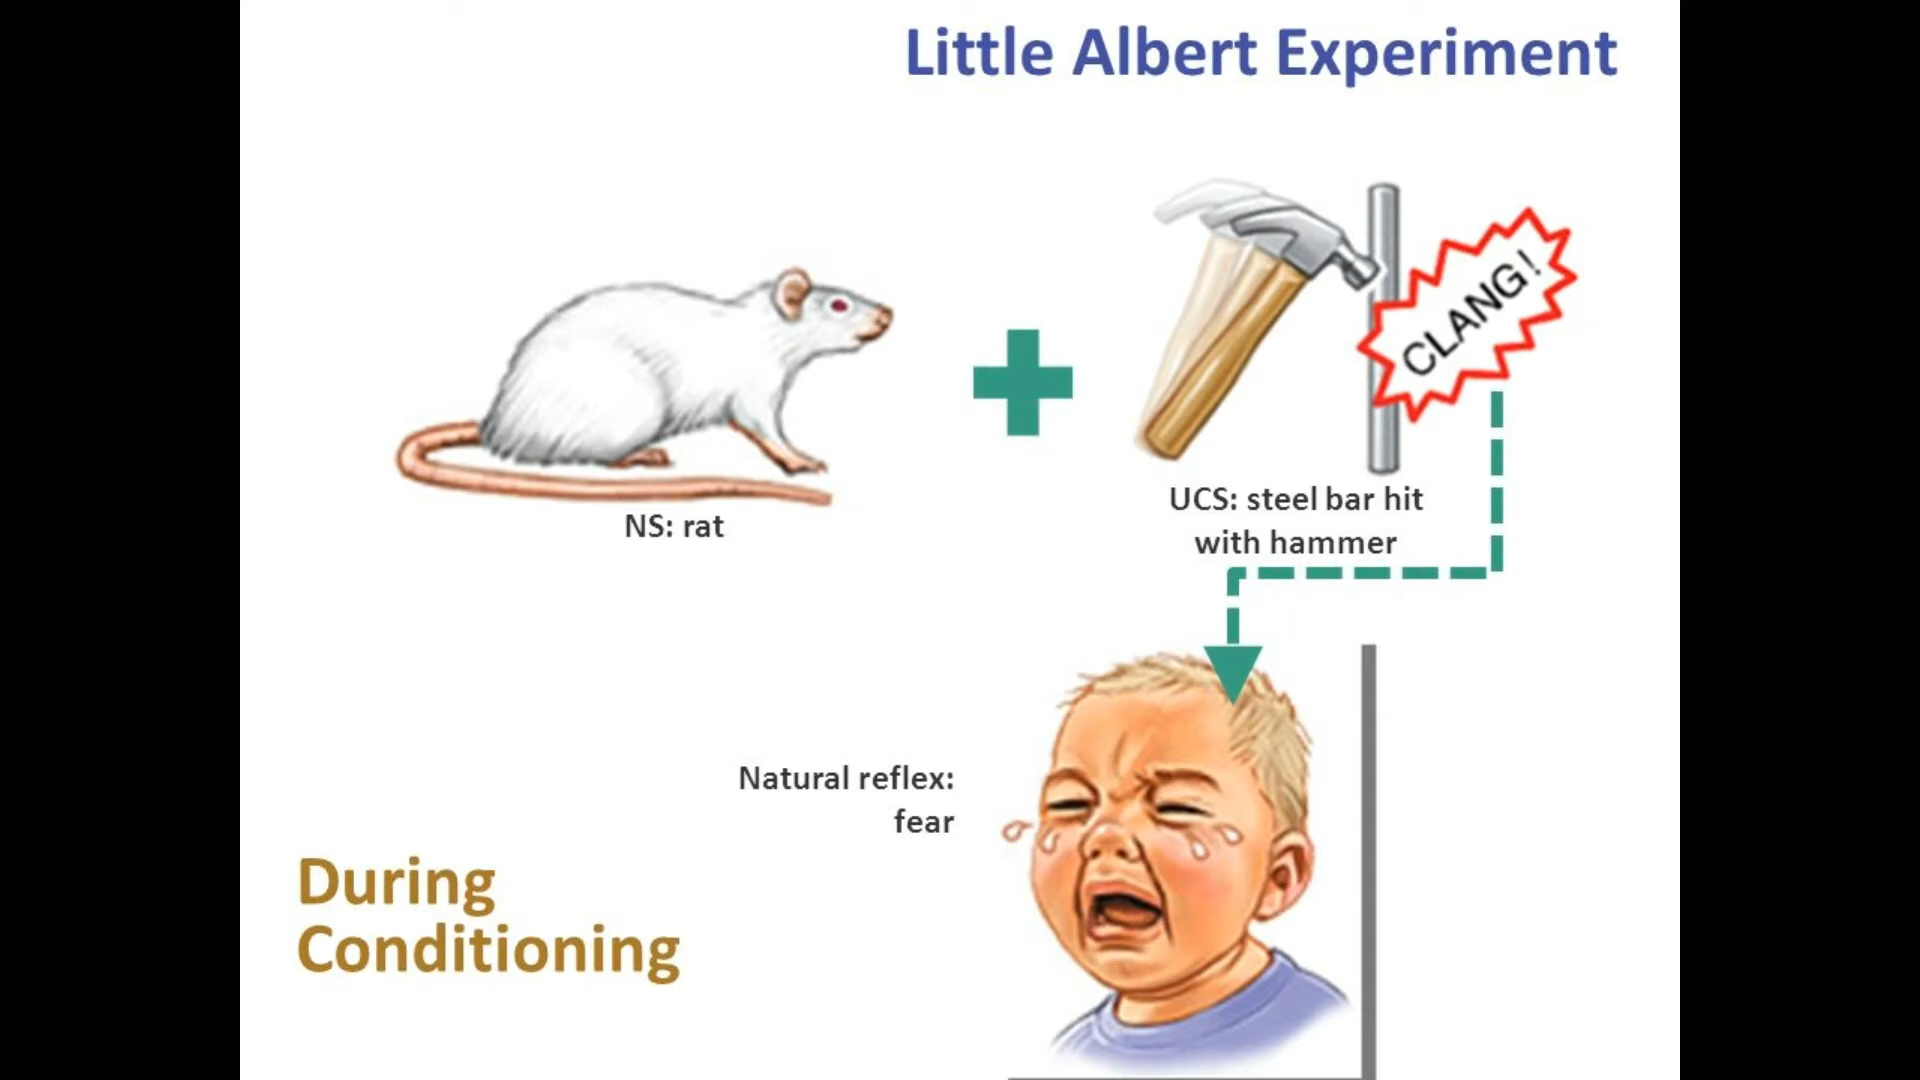 Little Albert Experiment
CLANG!
NS: rat
UCS: steel bar hit
with hammer
Natural reflex:
fear
During
Conditioning